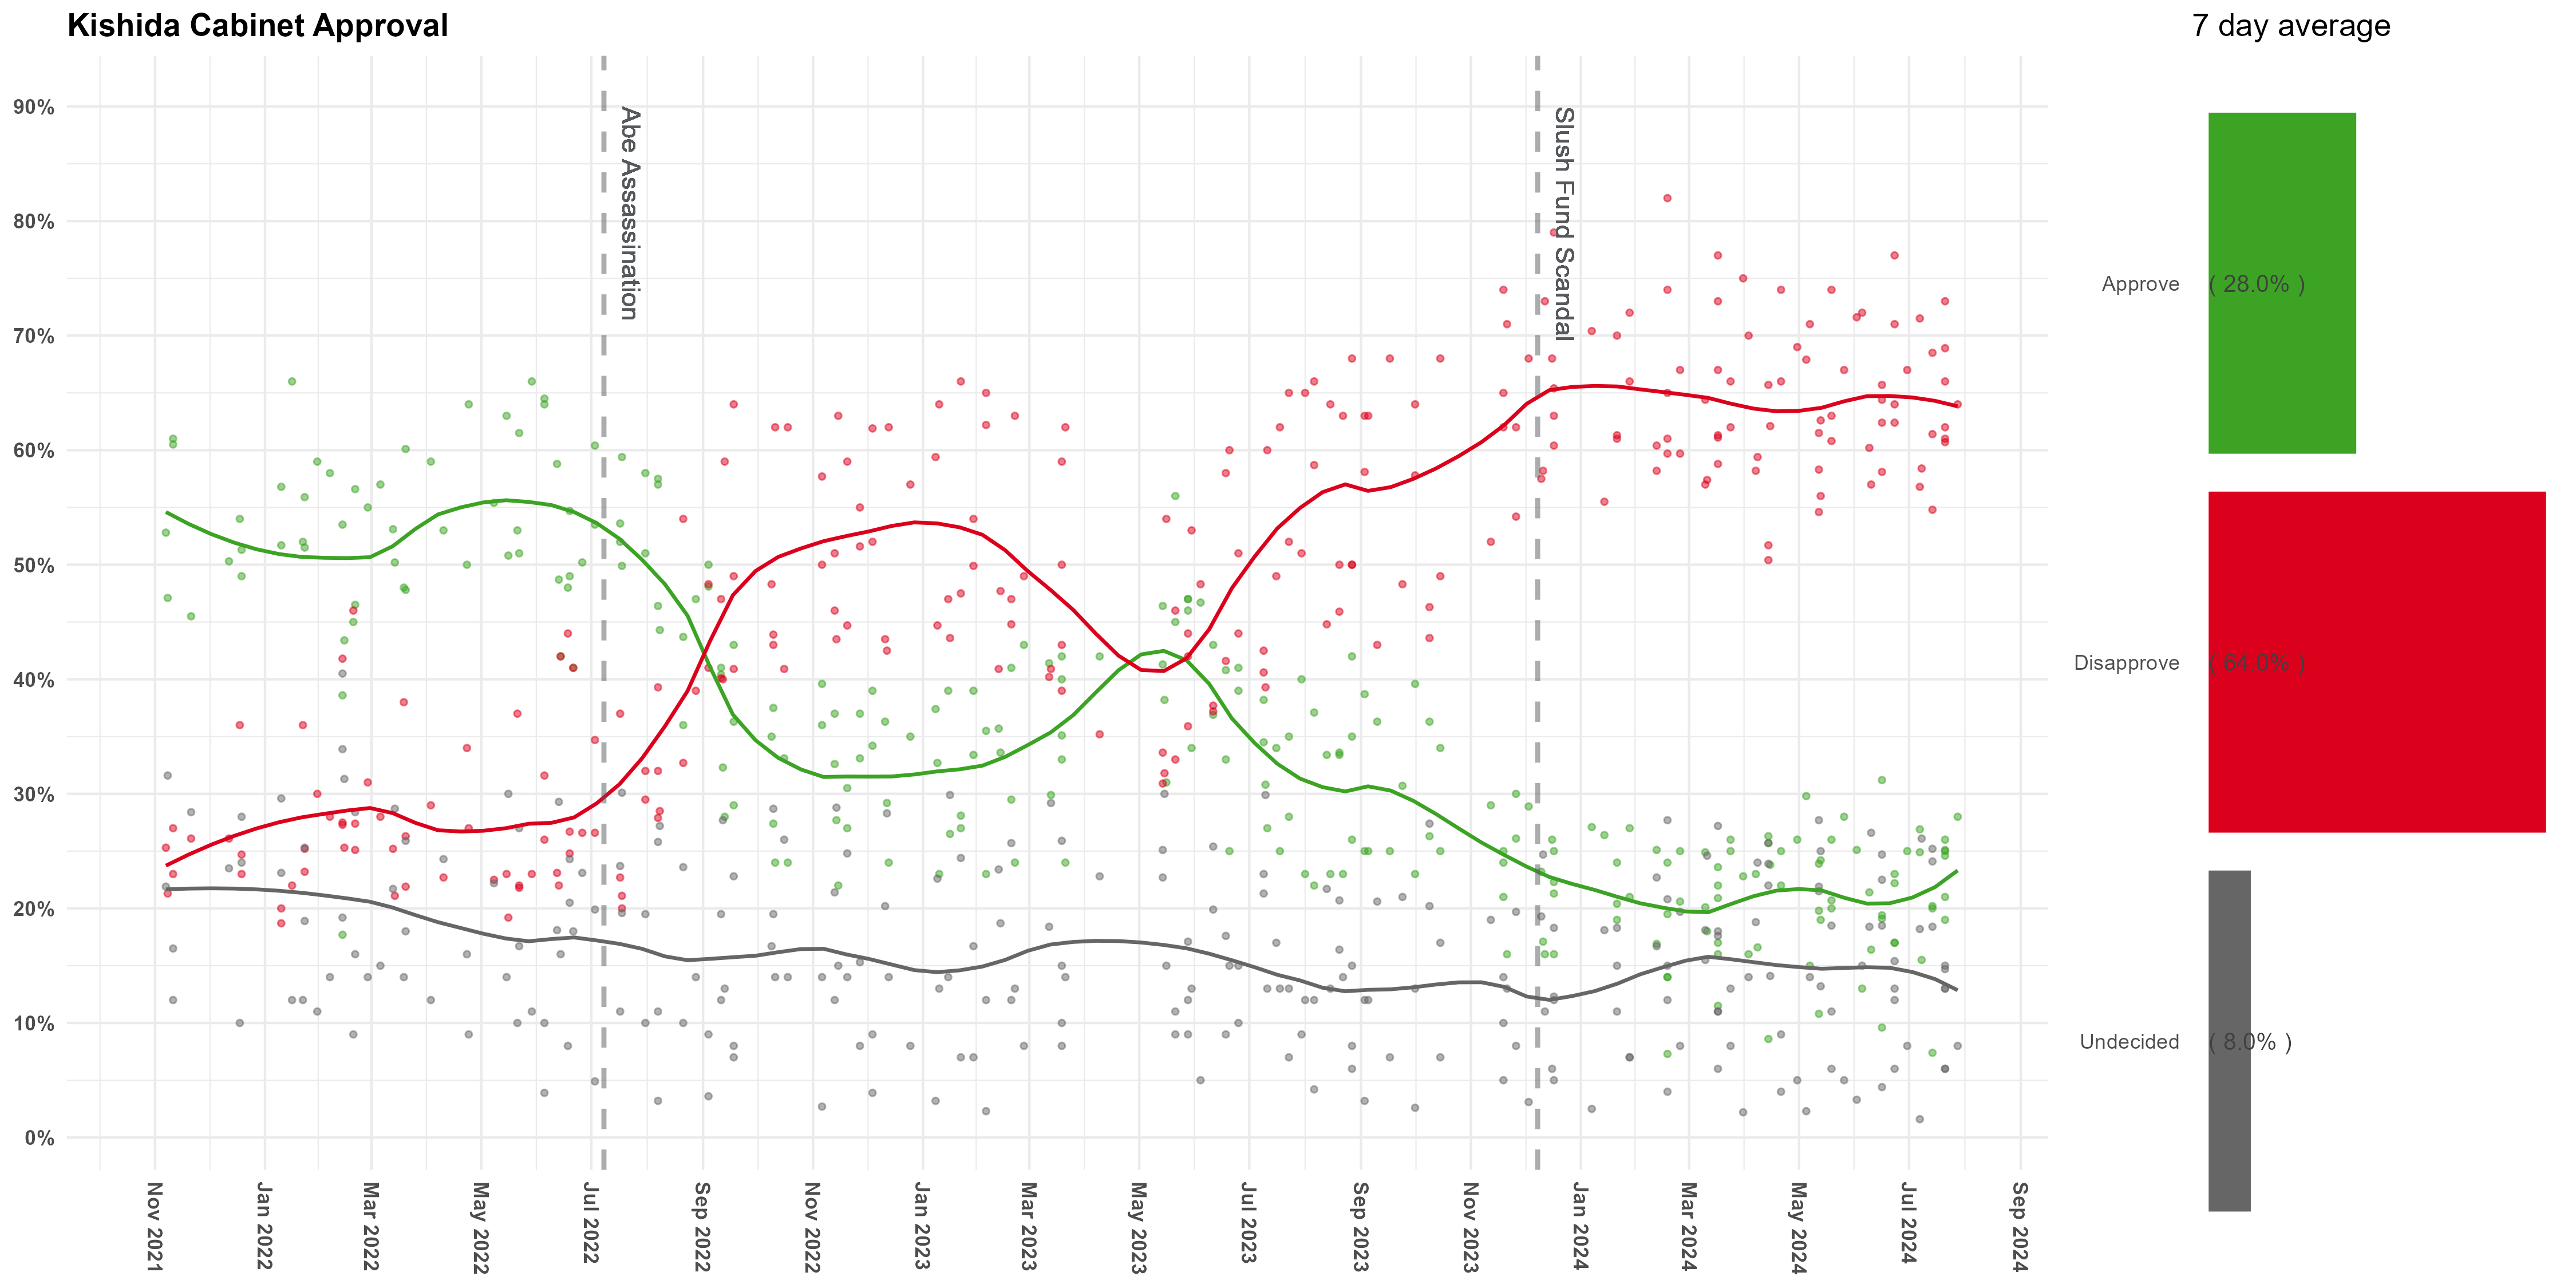 Kishida Cabinet Approval
7 day average
90%
80%
70%
60%
50%
40%
30%
20%
10%
0%
Abe Assassination
Slush Fund Scandal
Nov 2021
Jan 2022
Mar 2022
May 2022
Jul 2022
Sep 2022
Nov 2022
Jan 2023
Mar 2023
May 2023
Jul 2023
Sep 2023
Nov 2023
Jan 2024
Mar 2024
May 2024
Jul 2024
Sep 2024
Approve
( 28.0% )
Disapprove
( 64.0% )
Undecided
( 8.0% )